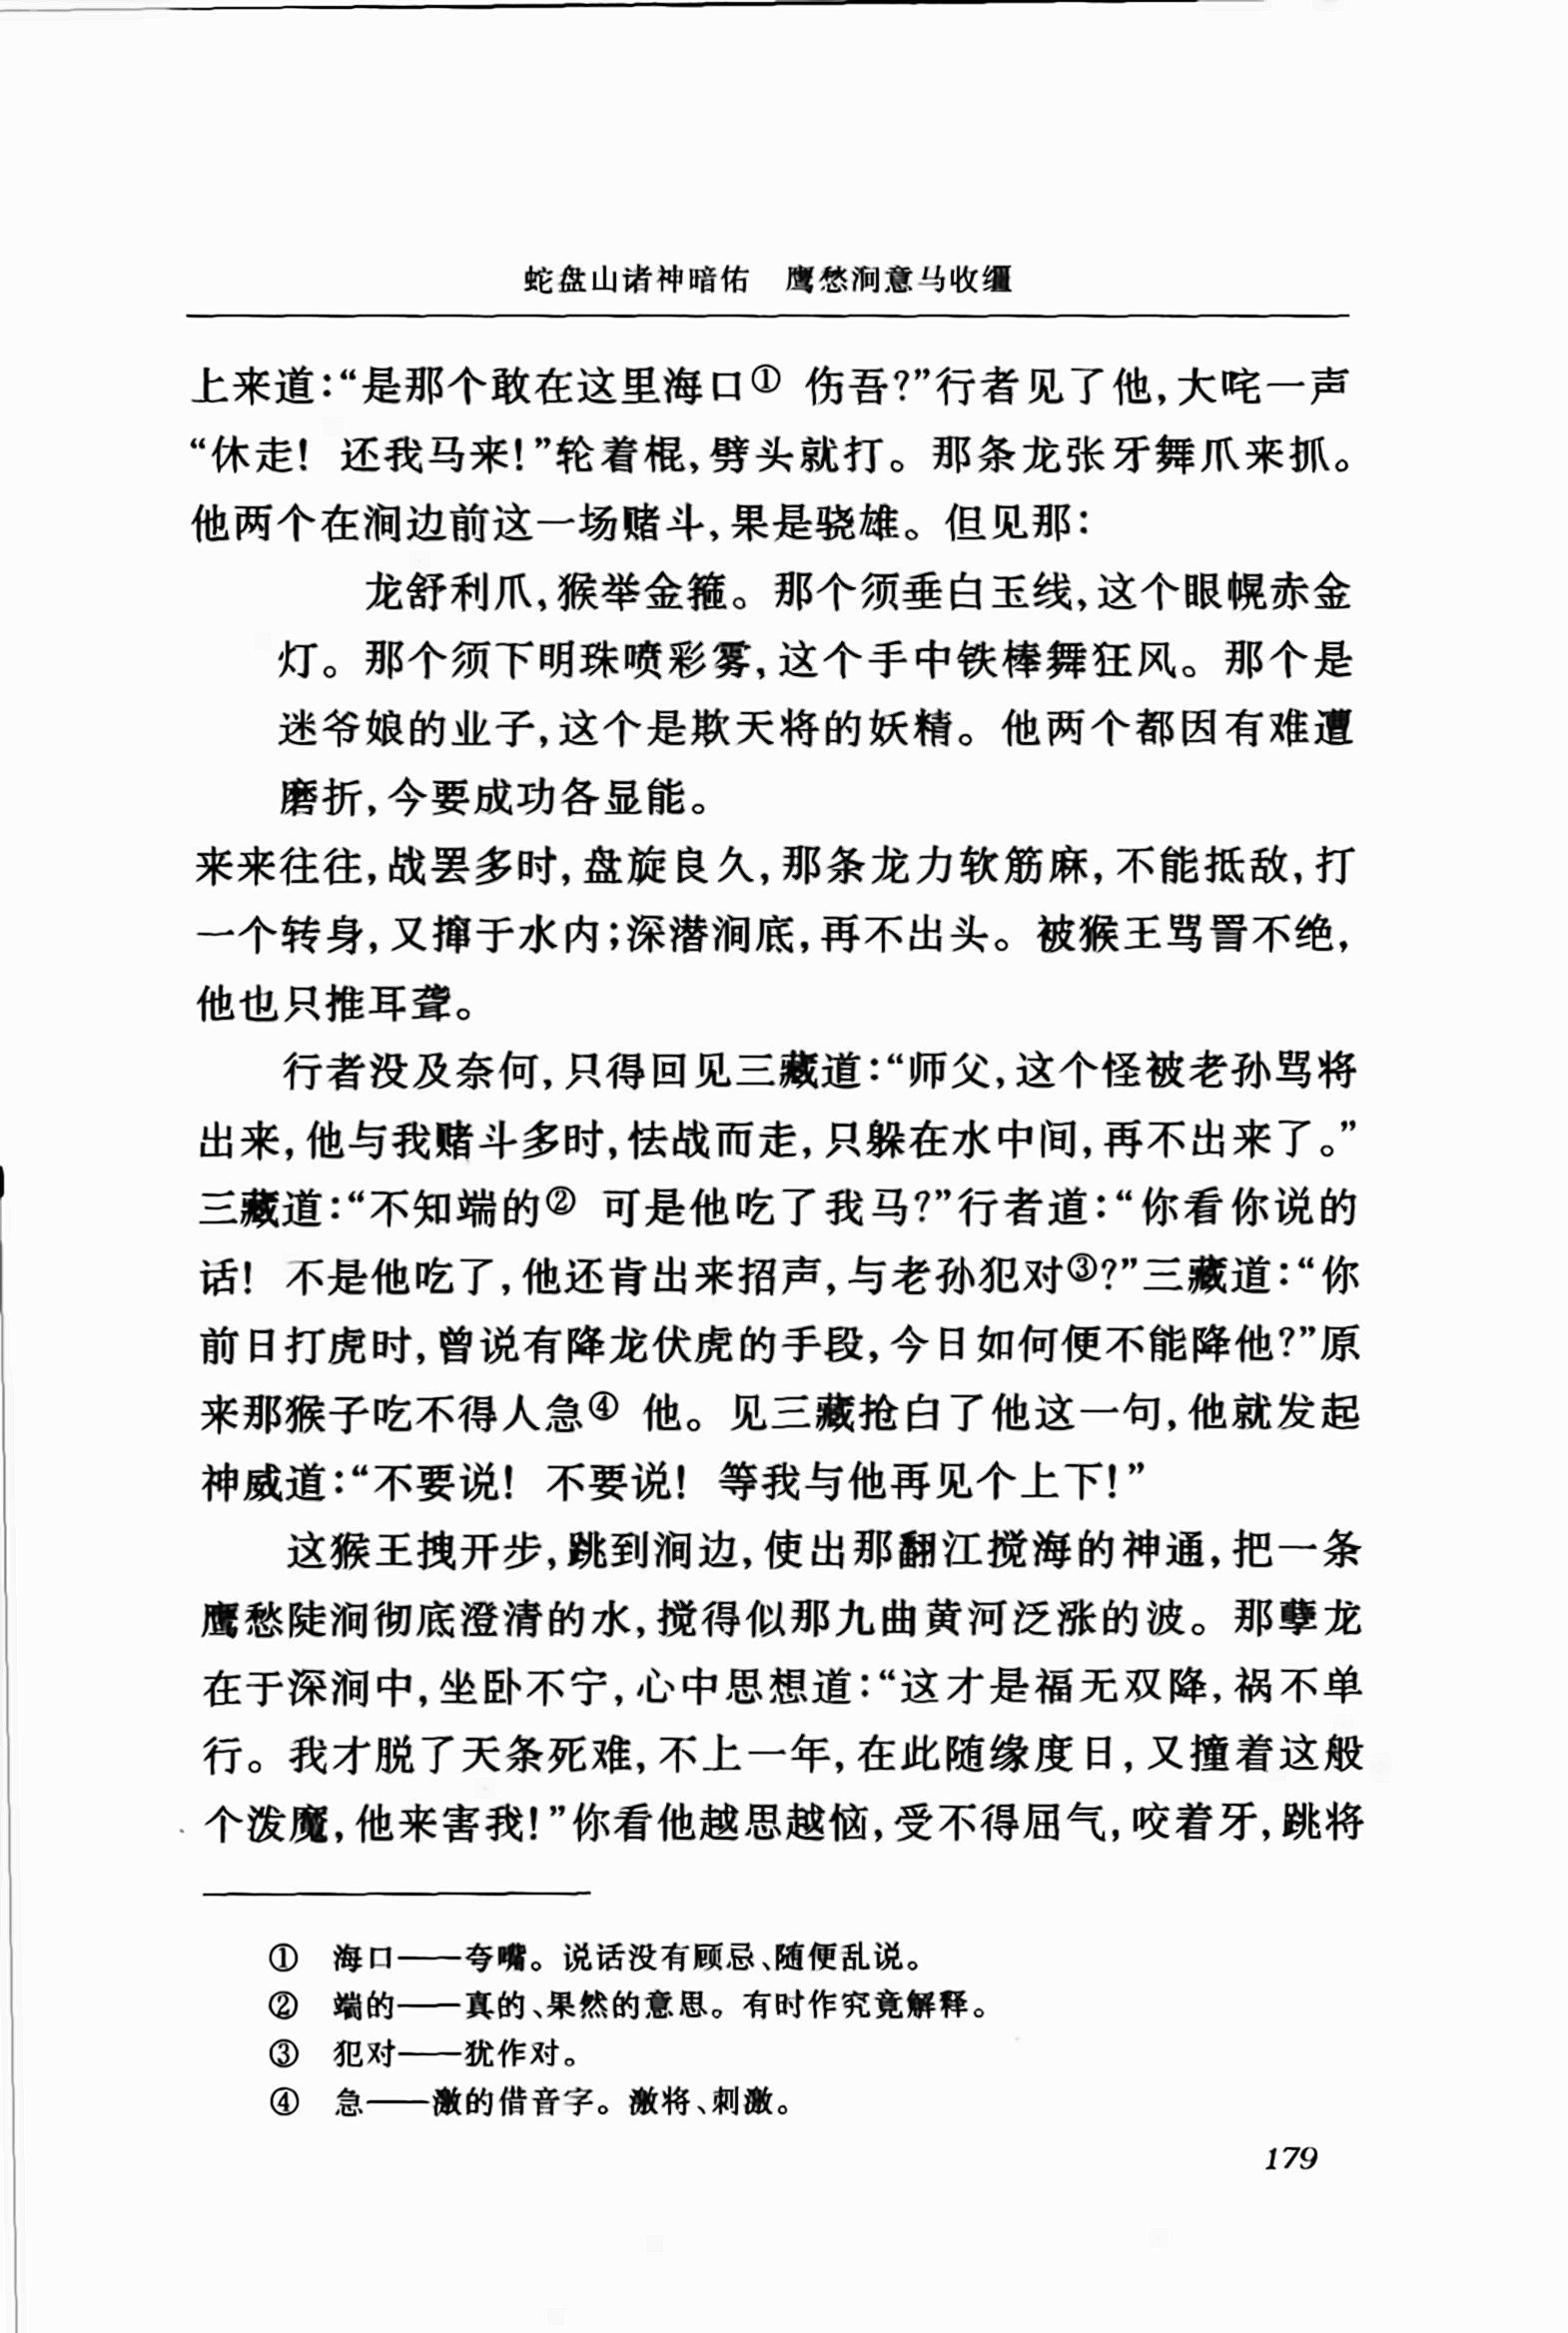 蛇盘山诸神暗佑　鹰愁涧意马收缰
上来道：“是那个敢在这里海口① 伤吾？”行者见了他，大咤一声
“休走！ 还我马来！”轮着棍，劈头就打。那条龙张牙舞爪来抓。
他两个在涧边前这一场赌斗，果是骁雄。但见那：
龙舒利爪，猴举金箍。那个须垂白玉线，这个眼幌赤金
灯。那个须下明珠喷彩雾，这个手中铁棒舞狂风。那个是
迷爷娘的业子，这个是欺天将的妖精。他两个都因有难遭
磨折，今要成功各显能。
来来往往，战罢多时，盘旋良久，那条龙力软筋麻，不能抵敌，打
一个转身，又撺于水内；深潜涧底，再不出头。被猴王骂詈不绝，
他也只推耳聋。
行者没及奈何，只得回见三藏道：“师父，这个怪被老孙骂将
出来，他与我赌斗多时，怯战而走，只躲在水中间，再不出来了。”
三藏道：“不知端的② 可是他吃了我马？”行者道：“你看你说的
话！ 不是他吃了，他还肯出来招声，与老孙犯对③？”三藏道：“你
前日打虎时，曾说有降龙伏虎的手段，今日如何便不能降他？”原
来那猴子吃不得人急④ 他。见三藏抢白了他这一句，他就发起
神威道：“不要说！ 不要说！ 等我与他再见个上下！”
这猴王拽开步，跳到涧边，使出那翻江搅海的神通，把一条
鹰愁陡涧彻底澄清的水，搅得似那九曲黄河泛涨的波。那孽龙
在于深涧中，坐卧不宁，心中思想道：“这才是福无双降，祸不单
行。我才脱了天条死难，不上一年，在此随缘度日，又撞着这般
个泼魔，他来害我！”你看他越思越恼，受不得屈气，咬着牙，跳将
①　海口——夸嘴。说话没有顾忌、随便乱说。
②　端的——真的、果然的意思。有时作究竟解释。
③　犯对——犹作对。
④　急——激的借音字。激将、刺激。
179